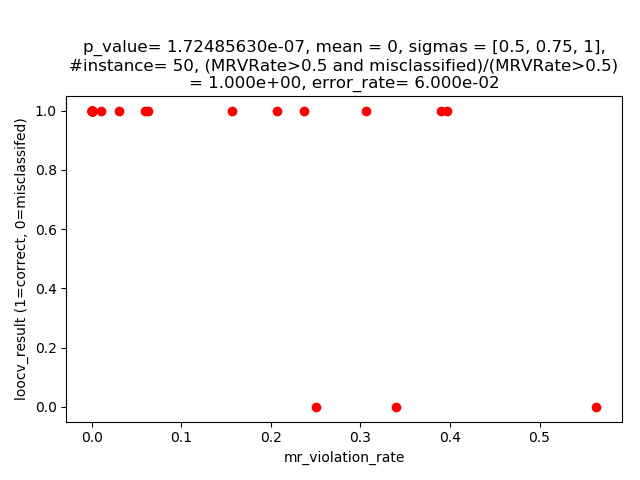 p_value= 1.72485630e-07, mean = 0, sigmas = [0.5, 0.75, 1],
#instance= 50, (MRVRate>0.5 and misclassified)/(MRVRate>0.5)
= 1.000e+00, error_rate= 6.000e-02
1.0
0.8
0.6
0.4
0.2
0.0
loocv_result (1=correct, 0=misclassifed)
0.0 0.1 0.2 0.3 0.4 0.5
mr_violation_rate